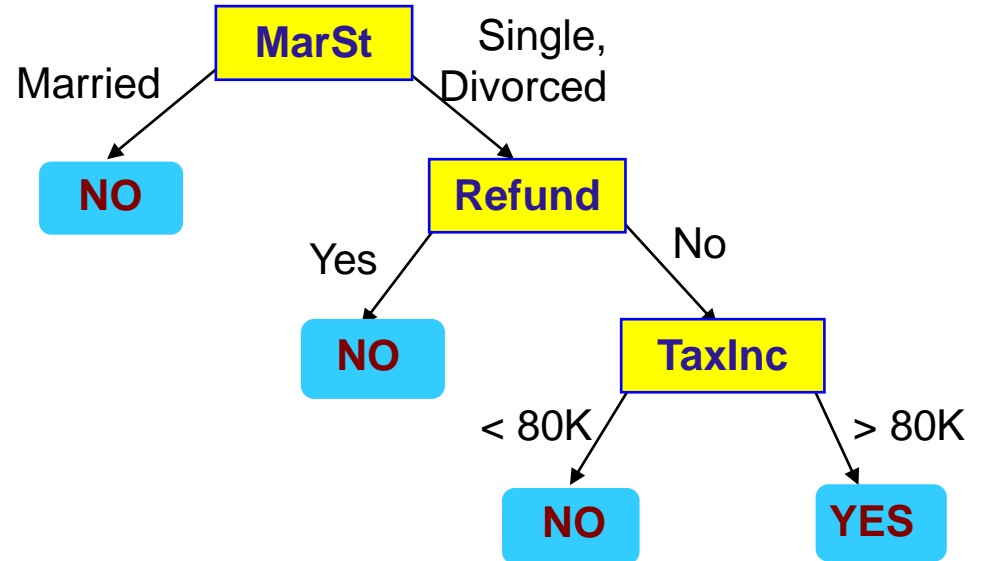 MarSt
Single,
Divorced
Married
NO
Refund
Yes
No
NO
TaxInc
< 80K
> 80K
NO
YES